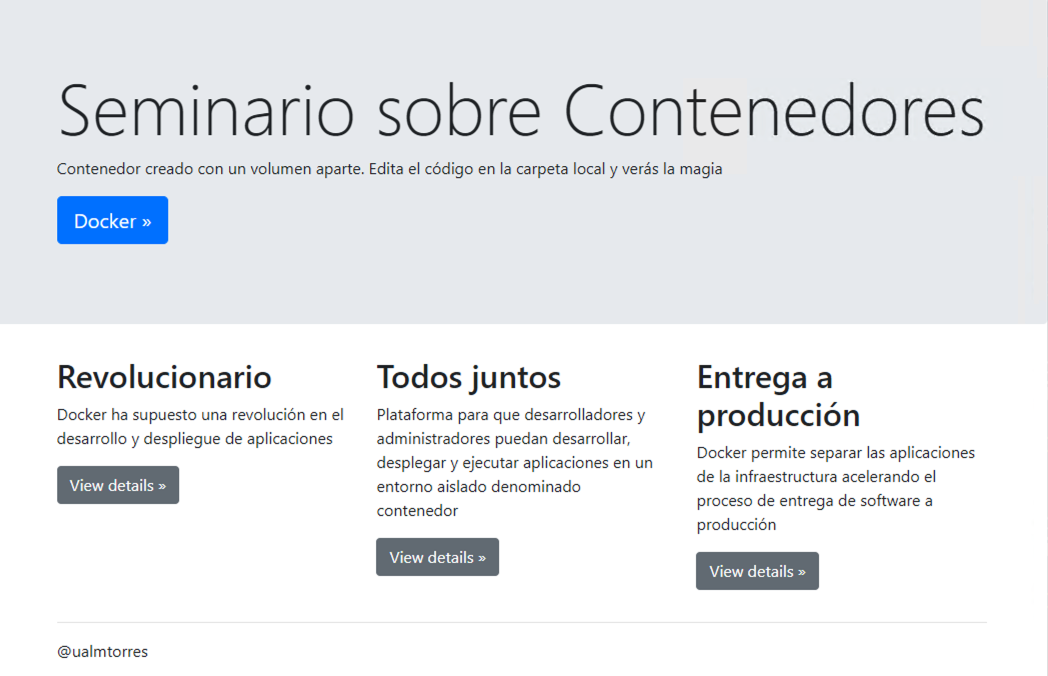 Seminario sobre Contenedores
Contenedor creado con un volumen aparte. Edita el código en la carpeta local y verás la magia
Docker »
Revolucionario
Docker ha supuesto una revolución en el
desarrollo y despliegue de aplicaciones
View details »
Todos juntos
Plataforma para que desarrolladores y
administradores puedan desarrollar,
desplegar y ejecutar aplicaciones en un
entorno aislado denominado
contenedor
View details »
Entrega a
producción
Docker permite separar las aplicaciones
de la infraestructura acelerando el
proceso de entrega de software a
producción
View details »
@ualmtorres